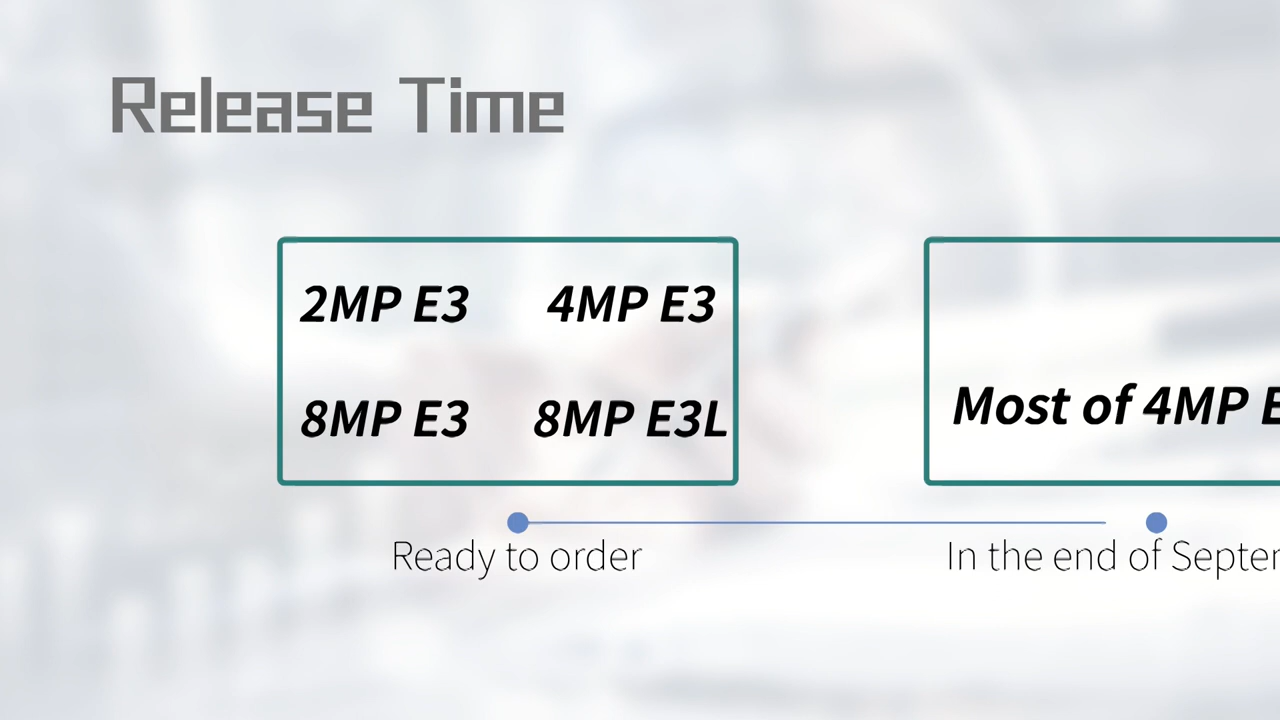 Release Time
2MP E3 4MP E3
8MP E3 8MP E3L
Most of 4MP
Ready to order
In the end of